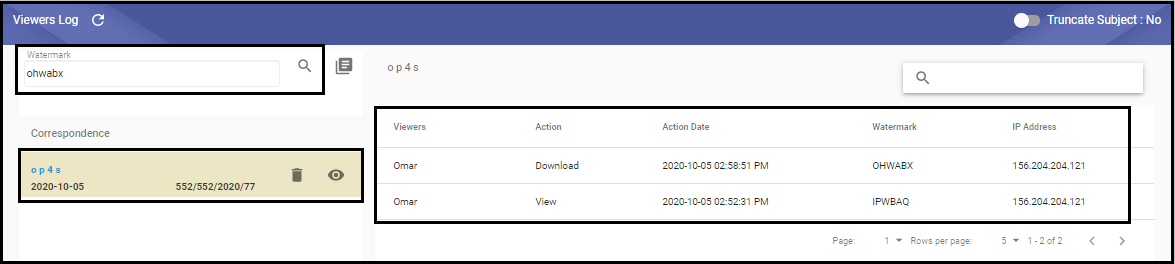 Viewers Log
Truncate Subject : No
Watermark
ohwabx
o p 4 s
Correspondence
o p 4 s
2020-10-05 552/552/2020/77
Viewers Action Action Date Watermark IP Address
Omar Download 2020-10-05 02:58:51 PM OHWABX 156.204.204.121
Omar View 2020-10-05 02:52:31 PM IPWBAQ 156.204.204.121
Page: 1 Rows per page: 5 1 - 2 of 2